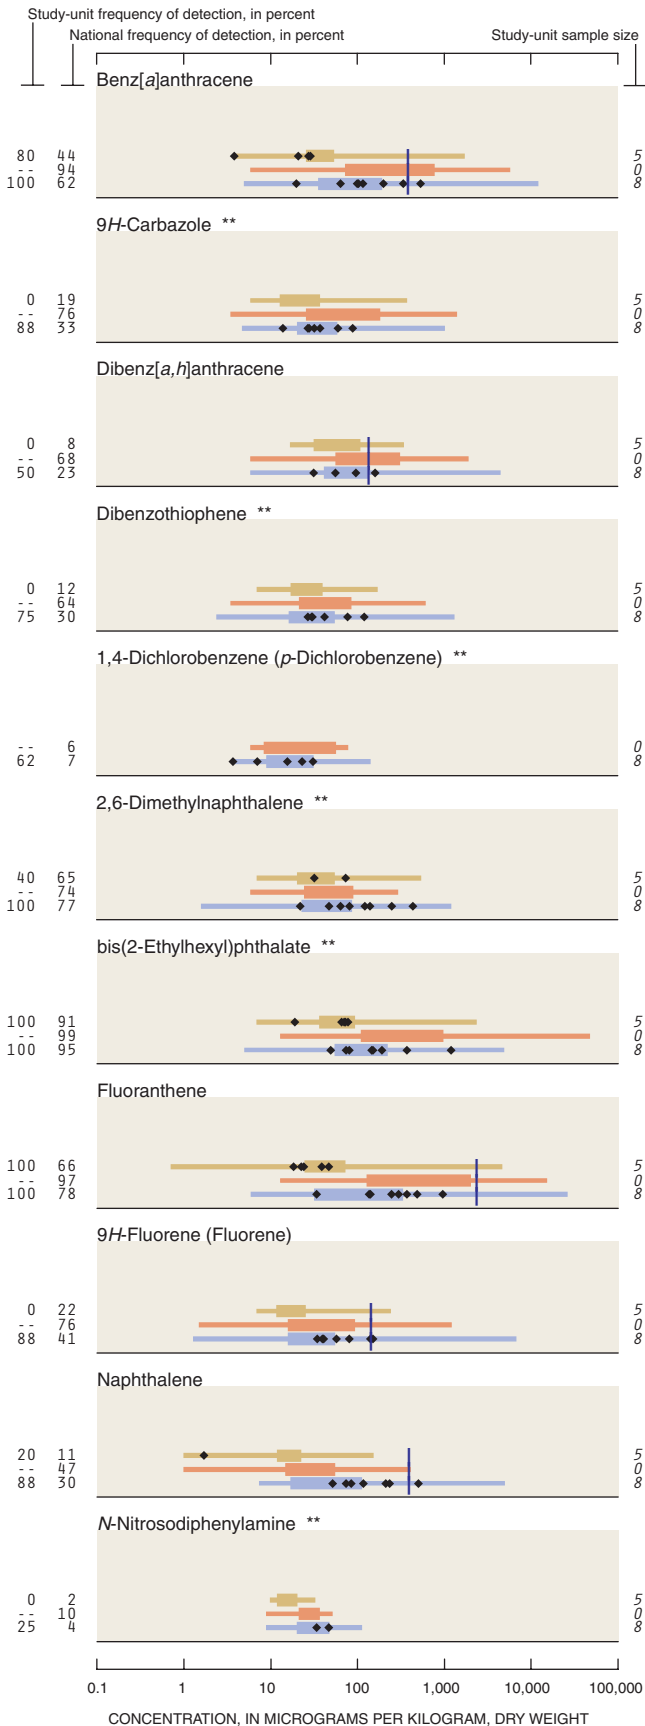 Study-unit frequency of detection, in percent
National frequency of detection, in percent
Study-unit sample size
Benz[a]anthracene
80 44 5
-- 94 0
100 62 8
9H-Carbazole **
0 19 5
-- 76 0
88 33 8
Dibenz[a,h]anthracene
0 8 5
-- 68 0
50 23 8
Dibenzothiophene **
0 12 5
-- 64 0
75 30 8
1,4-Dichlorobenzene (p-Dichlorobenzene) **
-- 6 0
62 7 8
2,6-Dimethylnaphthalene **
40 65 5
-- 74 0
100 77 8
bis(2-Ethylhexyl)phthalate **
100 91 5
-- 99 0
100 95 8
Fluoranthene
100 66 5
-- 97 0
100 78 8
9H-Fluorene (Fluorene)
0 22 5
-- 76 0
88 41 8
Naphthalene
20 11 5
-- 47 0
88 30 8
N-Nitrosodiphenylamine **
0 2 5
-- 10 0
25 4 8
0.1 1 10 100 1,000 10,000 100,000
CONCENTRATION, IN MICROGRAMS PER KILOGRAM, DRY WEIGHT